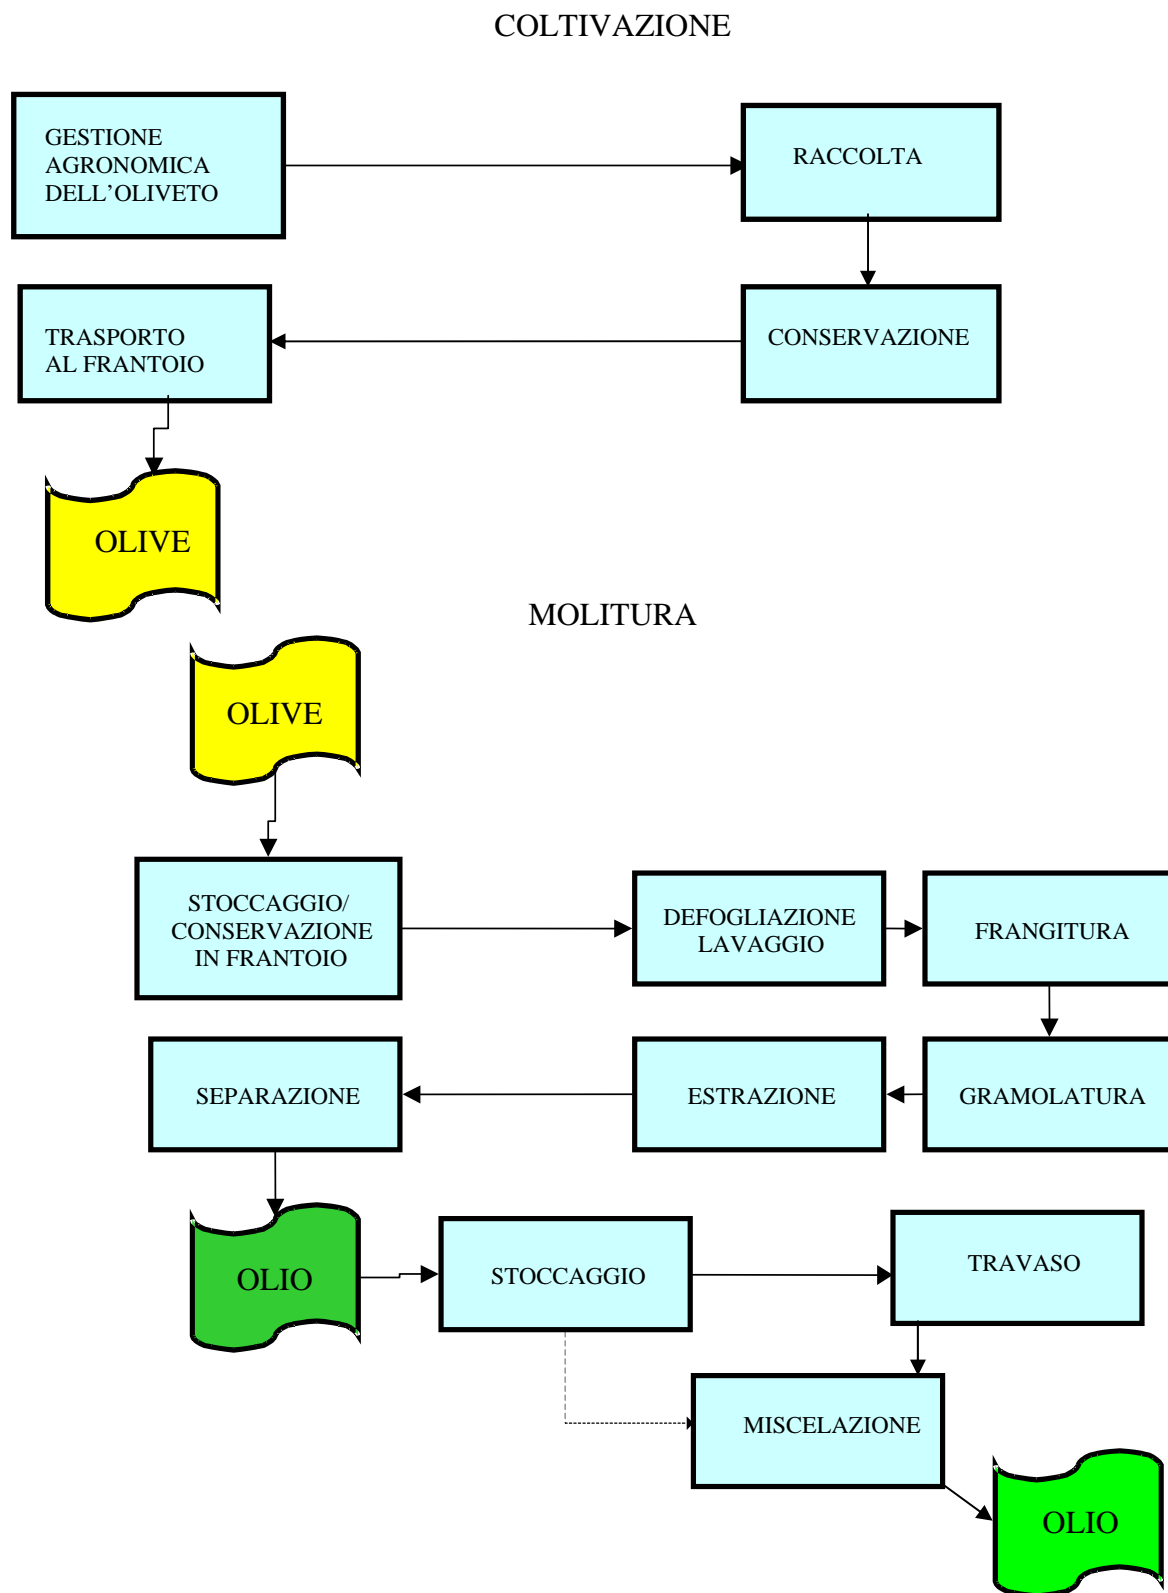 COLTIVAZIONE
GESTIONE
AGRONOMICA
DELL’OLIVETO
RACCOLTA
TRASPORTO
AL FRANTOIO
CONSERVAZIONE
OLIVE
MOLITURA
OLIVE
STOCCAGGIO/
CONSERVAZIONE
IN FRANTOIO
DEFOGLIAZIONE
LAVAGGIO
FRANGITURA
SEPARAZIONE
ESTRAZIONE
GRAMOLATURA
OLIO
STOCCAGGIO
TRAVASO
MISCELAZIONE
OLIO